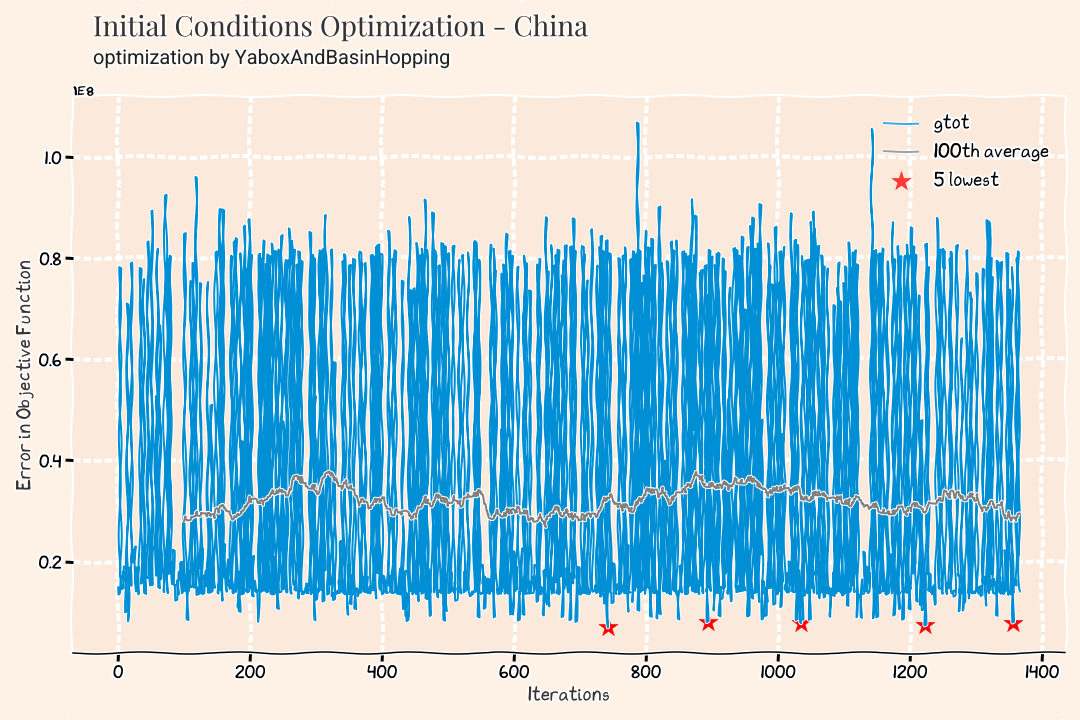 Initial Conditions Optimization - China
optimization by YaboxAndBasinHopping
1E8
gtot
100th average
5 lowest
1.0
0.8
0.6
0.4
0.2
Error in Objective Function
0 200 400 600 800 1000 1200 1400
Iterations